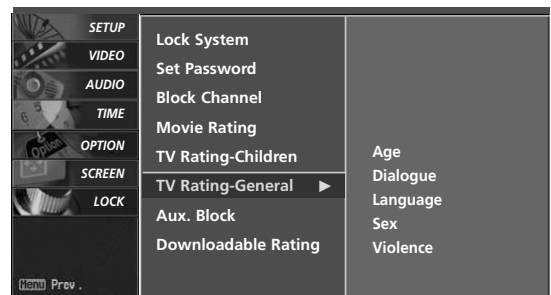 SETUP
VIDEO
AUDIO
TIME
OPTION
SCREEN
LOCK
Menu Prev .
Lock System
Set Password
Block Channel
Movie Rating
TV Rating-Children
TV Rating-General ►
Aux. Block
Downloadable Rating
Age
Dialogue
Language
Sex
Violence